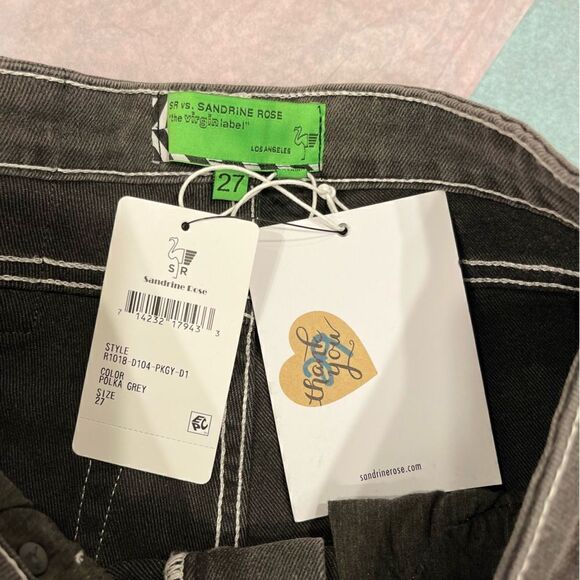 SR vs. SANDRINE ROSE
"the virgin label"
LOS ANGELES
27
SR
Sandrine Rose
7 14232 17943 3
STYLE
R1018-D104-PKGY-D1
COLOR
POLKA GREY
SIZE
27
thank
you
27
sandrinerose.com